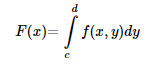 F(x)= ∫_c^d f(x,y)dy